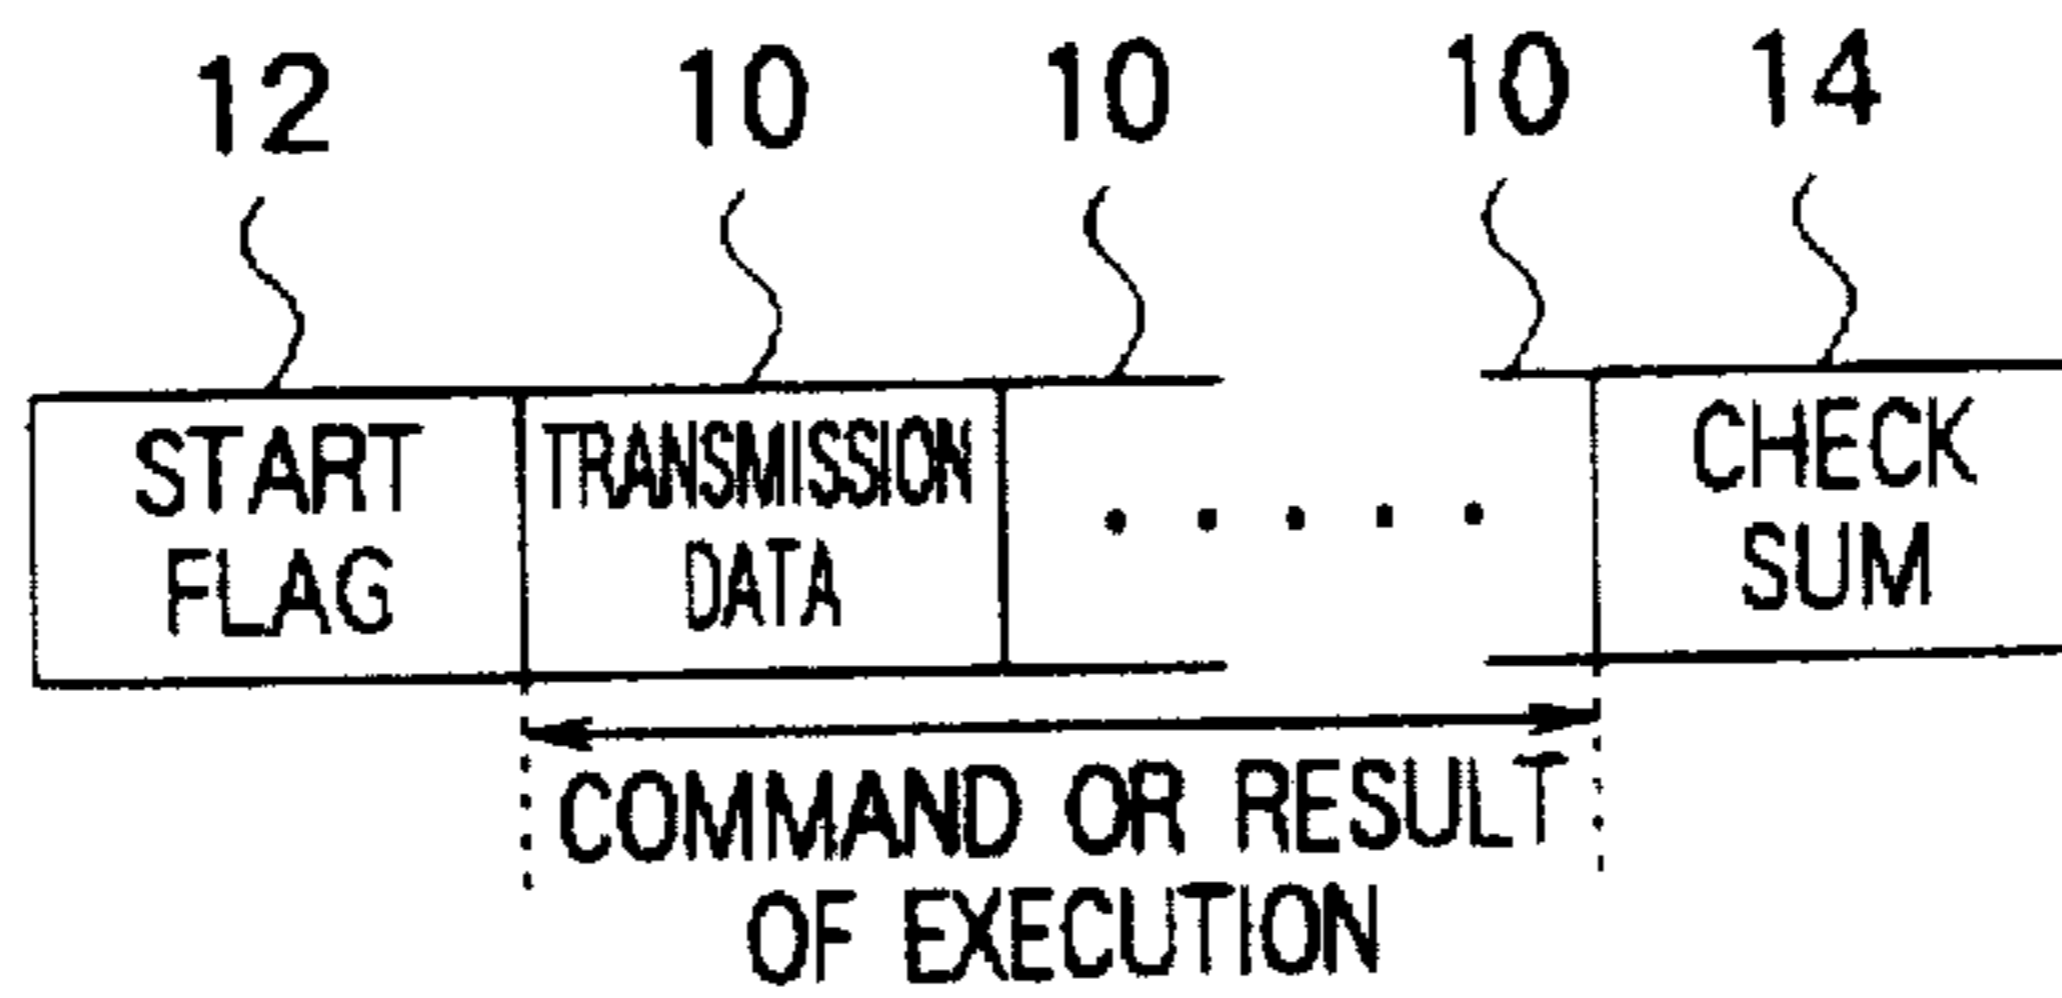 12 10 10 10 14
START TRANSMISSION CHECK
FLAG DATA • • • • • SUM
COMMAND OR RESULT
OF EXECUTION